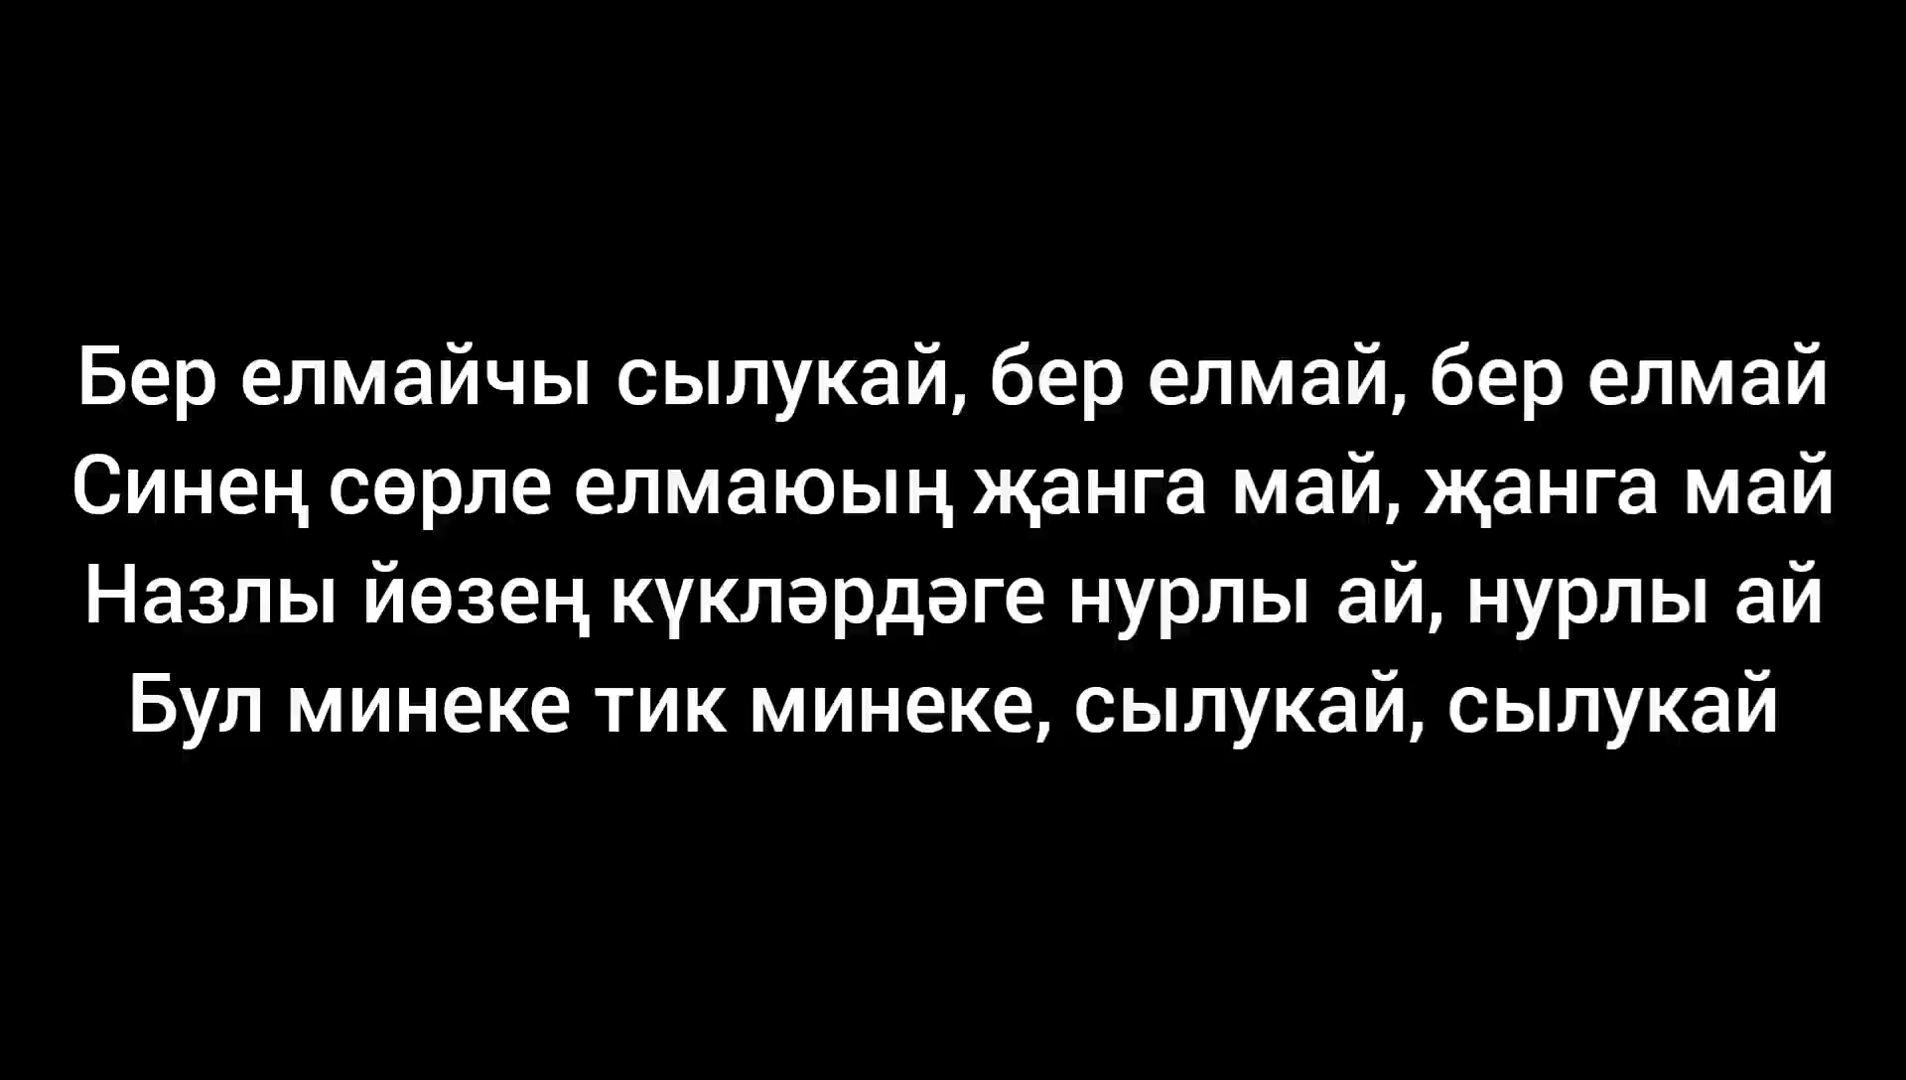 Бер елмайчы сылукай, бер елмай, бер елмай
Синең сөрле елмаюың җанга май, җанга май
Назлы йөзең күкләрдәге нурлы ай, нурлы ай
Бул минеке тик минеке, сылукай, сылукай